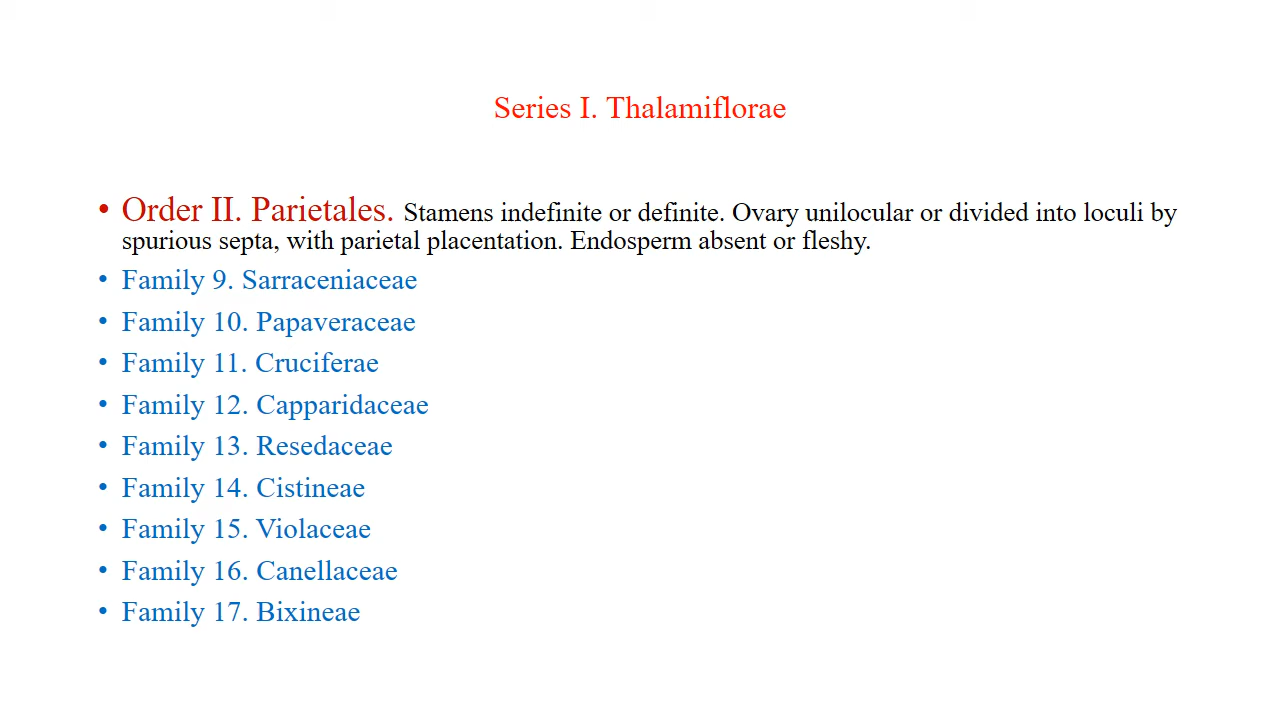 Series I. Thalamiflorae
• Order II. Parietales. Stamens indefinite or definite. Ovary unilocular or divided into loculi by
spurious septa, with parietal placentation. Endosperm absent or fleshy.
• Family 9. Sarraceniaceae
• Family 10. Papaveraceae
• Family 11. Cruciferae
• Family 12. Capparidaceae
• Family 13. Resedaceae
• Family 14. Cistineae
• Family 15. Violaceae
• Family 16. Canellaceae
• Family 17. Bixineae